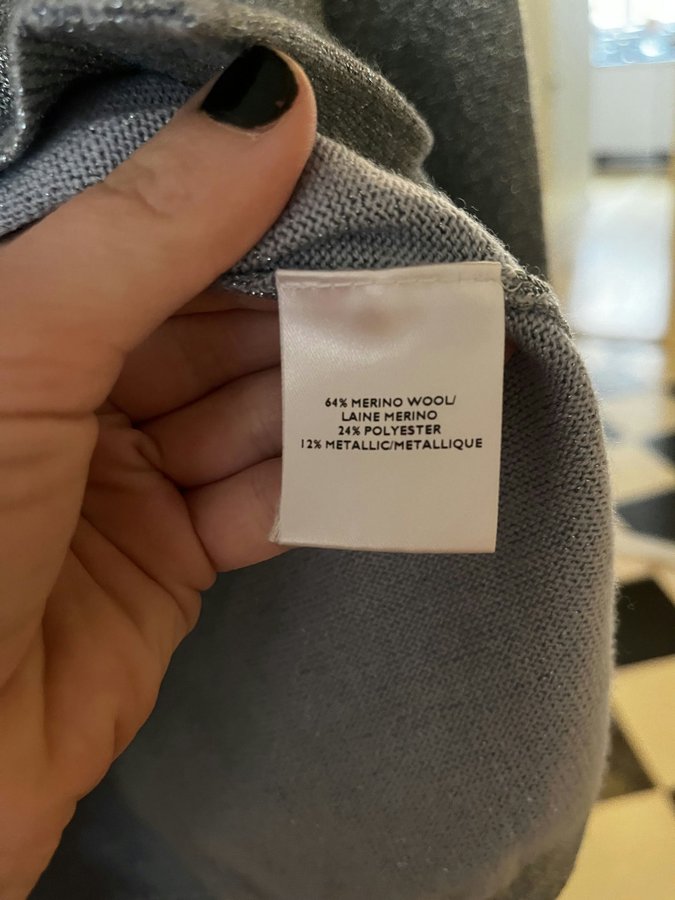 64% MERINO WOOL/
LAINE MERINO
24% POLYESTER
12% METALLIC/METALLIQUE